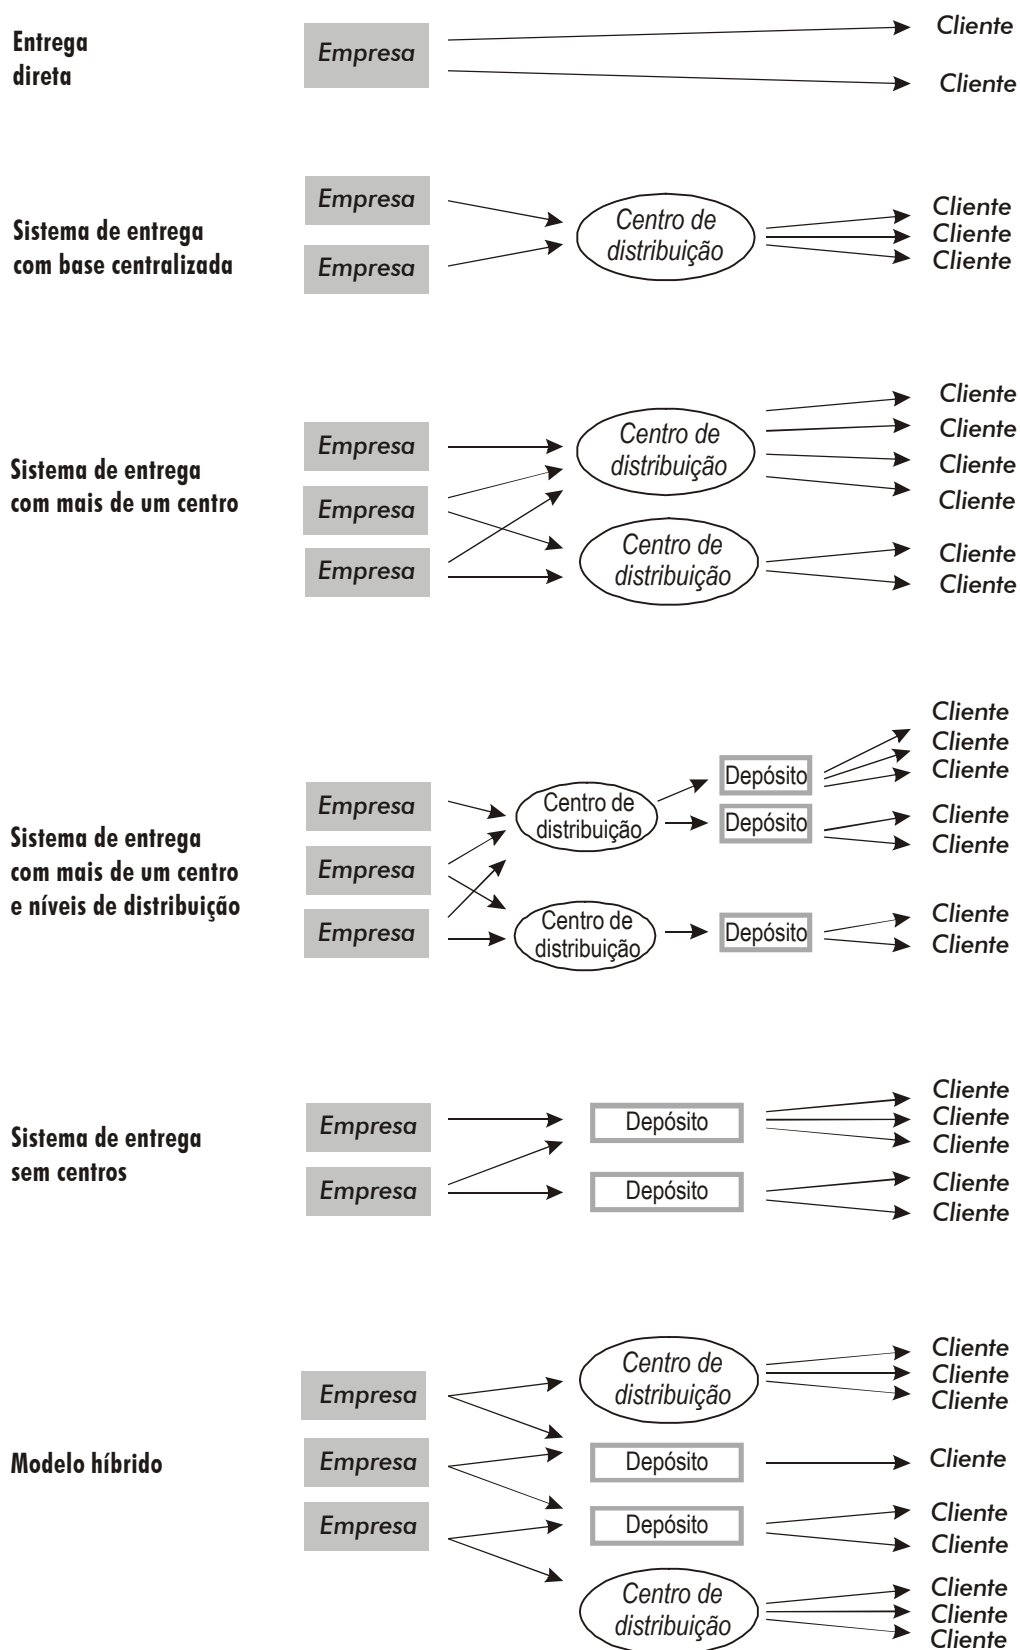 Entrega
direta
Empresa
Cliente
Cliente
Sistema de entrega
com base centralizada
Empresa
Empresa
Centro de
distribuição
Cliente
Cliente
Cliente
Sistema de entrega
com mais de um centro
Empresa
Empresa
Empresa
Centro de
distribuição
Centro de
distribuição
Cliente
Cliente
Cliente
Cliente
Cliente
Cliente
Sistema de entrega
com mais de um centro
e níveis de distribuição
Empresa
Empresa
Empresa
Centro de
distribuição
Centro de
distribuição
Depósito
Depósito
Depósito
Cliente
Cliente
Cliente
Cliente
Cliente
Cliente
Cliente
Sistema de entrega
sem centros
Empresa
Empresa
Depósito
Depósito
Cliente
Cliente
Cliente
Cliente
Cliente
Modelo híbrido
Empresa
Empresa
Empresa
Centro de
distribuição
Depósito
Depósito
Centro de
distribuição
Cliente
Cliente
Cliente
Cliente
Cliente
Cliente
Cliente
Cliente
Cliente